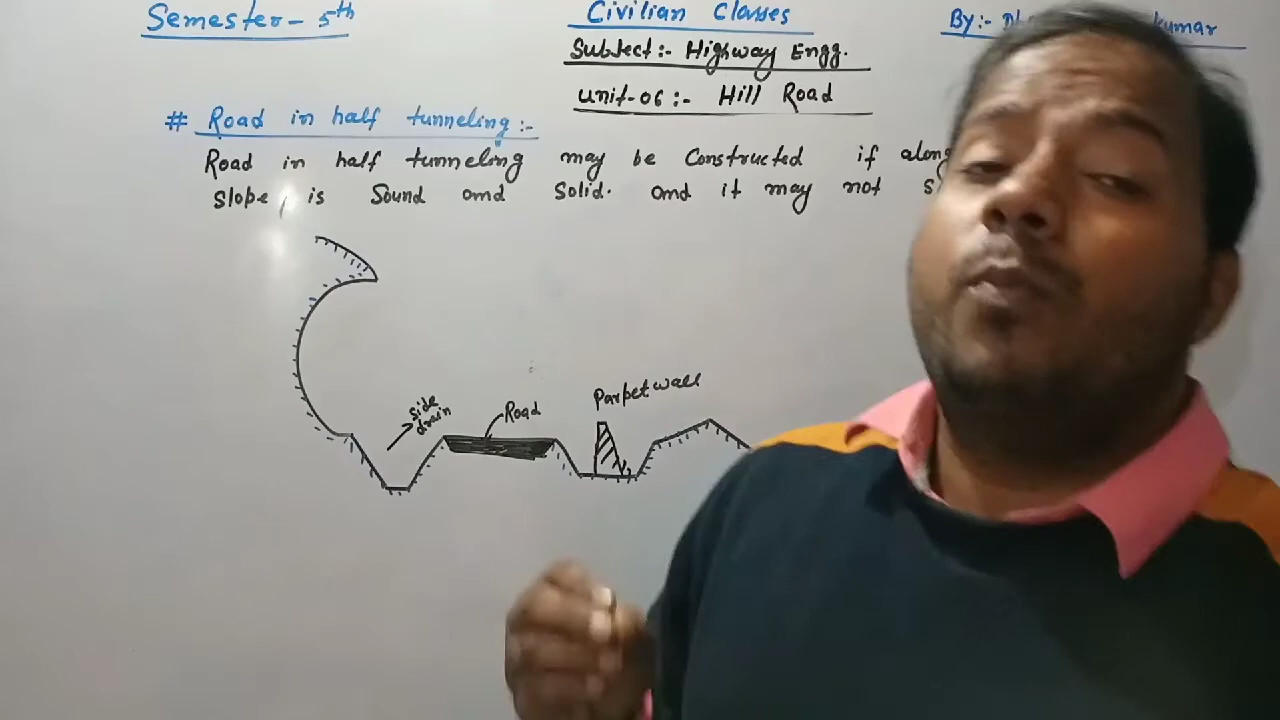 Semester- 5th
Civilian Classes
By:- kumar
Subject:- Highway Engg.
Unit-06:- Hill Road
# Road in half tunneling:-
Road in half tunneling may be Constructed if along
slope, is Sound and Solid. and it may not
side
drain
Road
Parpet wall